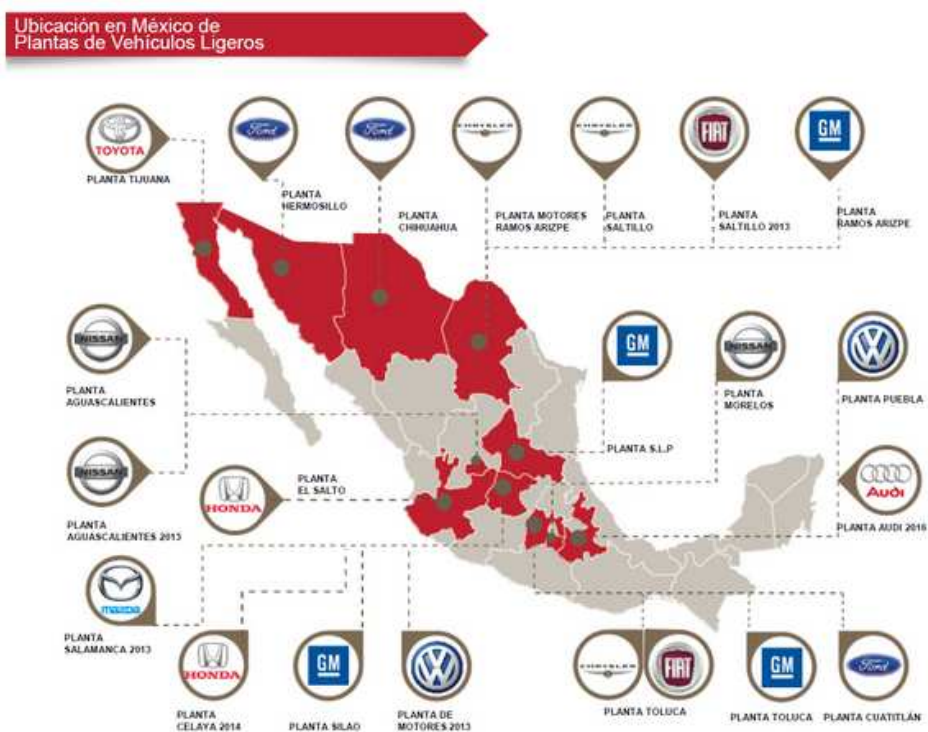 Ubicación en México de
Plantas de Vehículos Ligeros
TOYOTA
PLANTA TIJUANA
Ford
PLANTA
HERMOSILLO
Ford
PLANTA
CHIHUAHUA
CHRYSLER
PLANTA MOTORES
RAMOS ARIZPE
CHRYSLER
PLANTA
SALTILLO
FIAT
PLANTA
SALTILLO 2013
GM
PLANTA
RAMOS ARIZPE
NISSAN
PLANTA
AGUASCALIENTES
GM
PLANTA S.L.P
NISSAN
PLANTA
MORELOS
PLANTA PUEBLA
NISSAN
PLANTA
AGUASCALIENTES 2013
HONDA
PLANTA
EL SALTO
Audi
PLANTA AUDI 2016
mazda
PLANTA
SALAMANCA 2013
HONDA
PLANTA
CELAYA 2014
GM
PLANTA SILAO
PLANTA DE
MOTORES 2013
CHRYSLER
FIAT
PLANTA TOLUCA
GM
PLANTA TOLUCA
Ford
PLANTA CUATITLÁN